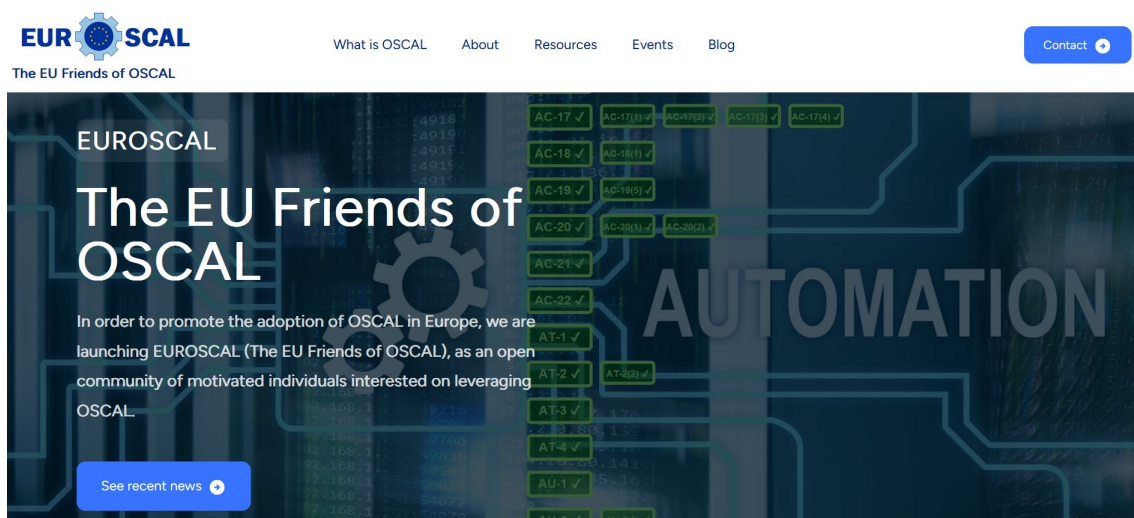 EUR SCAL
The EU Friends of OSCAL
What is OSCAL
About
Resources
Events
Blog
Contact
EUROSCAL
The EU Friends of
OSCAL
In order to promote the adoption of OSCAL in Europe, we are
launching EUROSCAL (The EU Friends of OSCAL), as an open
community of motivated individuals interested on leveraging
OSCAL.
See recent news
AC-17 ✓ AC-17(1) ✓ AC-17(2) ✓ AC-17(3) ✓ AC-17(4) ✓
AC-18 ✓ AC-18(1) ✓
AC-19 ✓ AC-19(5) ✓
AC-20 ✓ AC-20(1) ✓ AC-20(2) ✓
AC-21 ✓
AC-22 ✓
AT-1 ✓
AT-2 ✓ AT-2(2) ✓
AT-3 ✓
AT-4 ✓
AU-1 ✓
AUTOMATION